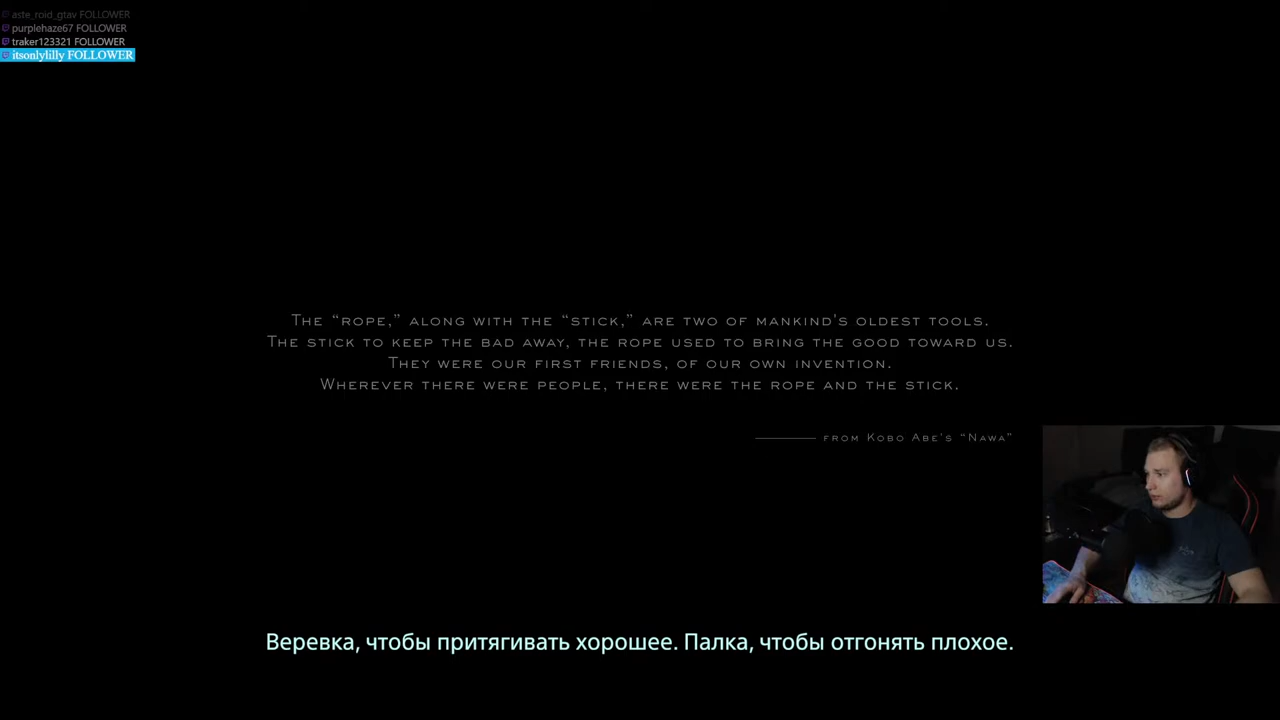 aste_roid_gtav FOLLOWER
purplehaze67 FOLLOWER
traker123321 FOLLOWER
itsonlylilly FOLLOWER
The “rope,” along with the “stick,” are two of mankind's oldest tools.
The stick to keep the bad away, the rope used to bring the good toward us.
They were our first friends, of our own invention.
Wherever there were people, there were the rope and the stick.
from Kobo Abe's “Nawa”
Веревка, чтобы притягивать хорошее. Палка, чтобы отгонять плохое.